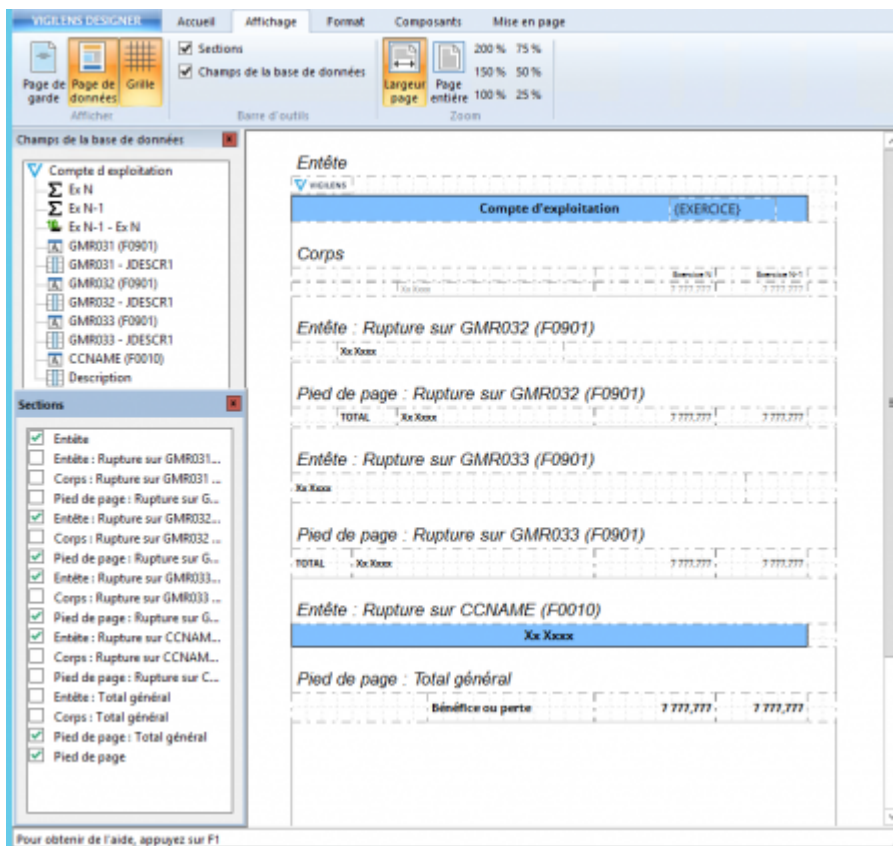 VIGILENS DESIGNER Accueil Affichage Format Composants Mise en page
Page de garde
Page de données
Grille
Afficher
Sections
Champs de la base de données
Barre d'outils
Largeur page
Page entière
200 % 75 %
150 % 50 %
100 % 25 %
Zoom
Champs de la base de données
Compte d exploitation
Ex N
Ex N-1
Ex N-1 - Ex N
GMR031 (F0901)
GMR031 - JDESCR1
GMR032 (F0901)
GMR032 - JDESCR1
GMR033 (F0901)
GMR033 - JDESCR1
CCNAME (F0010)
Description
Sections
Entête
Entête : Rupture sur GMR031...
Corps : Rupture sur GMR031 ...
Pied de page : Rupture sur G...
Entête : Rupture sur GMR032...
Corps : Rupture sur GMR032 ...
Pied de page : Rupture sur G...
Entête : Rupture sur GMR033...
Corps : Rupture sur GMR033 ...
Pied de page : Rupture sur G...
Entête : Rupture sur CCNAM...
Corps : Rupture sur CCNAM...
Pied de page : Rupture sur C...
Entête : Total général
Corps : Total général
Pied de page : Total général
Pied de page
Entête
VIGILENS
Compte d'exploitation {EXERCICE}
Corps
Exercice N Exercice N-1
Xx Xxxx 7 777,777 7 777,777
Entête : Rupture sur GMR032 (F0901)
Xx Xxxx
Pied de page : Rupture sur GMR032 (F0901)
TOTAL Xx Xxxx 7 777,777 7 777,777
Entête : Rupture sur GMR033 (F0901)
Xx Xxxx
Pied de page : Rupture sur GMR033 (F0901)
TOTAL Xx Xxxx 7 777,777 7 777,777
Entête : Rupture sur CCNAME (F0010)
Xx Xxxx
Pied de page : Total général
Bénéfice ou perte 7 777,777 7 777,777
Pour obtenir de l'aide, appuyez sur F1